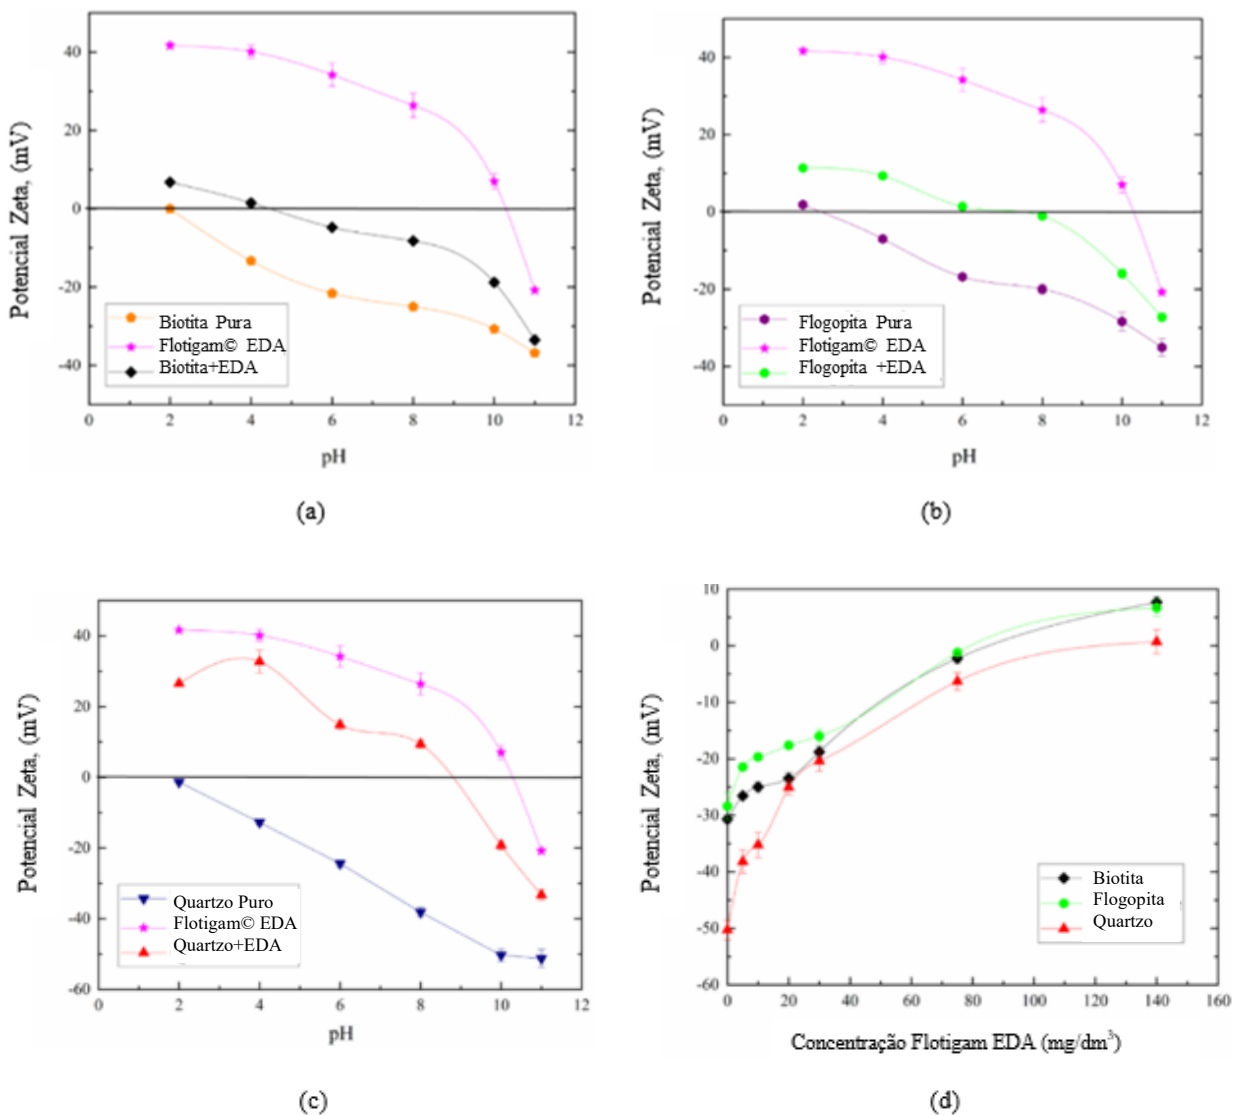 Potencial Zeta, (mV)
40
20
0
-20
-40
Biotita Pura
Flotigam© EDA
Biotita+EDA
0 2 4 6 8 10 12
pH
(a)
Potencial Zeta, (mV)
40
20
0
-20
-40
Flogopita Pura
Flotigam© EDA
Flogopita +EDA
0 2 4 6 8 10 12
pH
(b)
Potencial Zeta, (mV)
40
20
0
-20
-40
-60
Quartzo Puro
Flotigam© EDA
Quartzo+EDA
0 2 4 6 8 10 12
pH
(c)
Potencial Zeta, (mV)
10
0
-10
-20
-30
-40
-50
-60
Biotita
Flogopita
Quartzo
0 20 40 60 80 100 120 140 160
Concentração Flotigam EDA (mg/dm³)
(d)